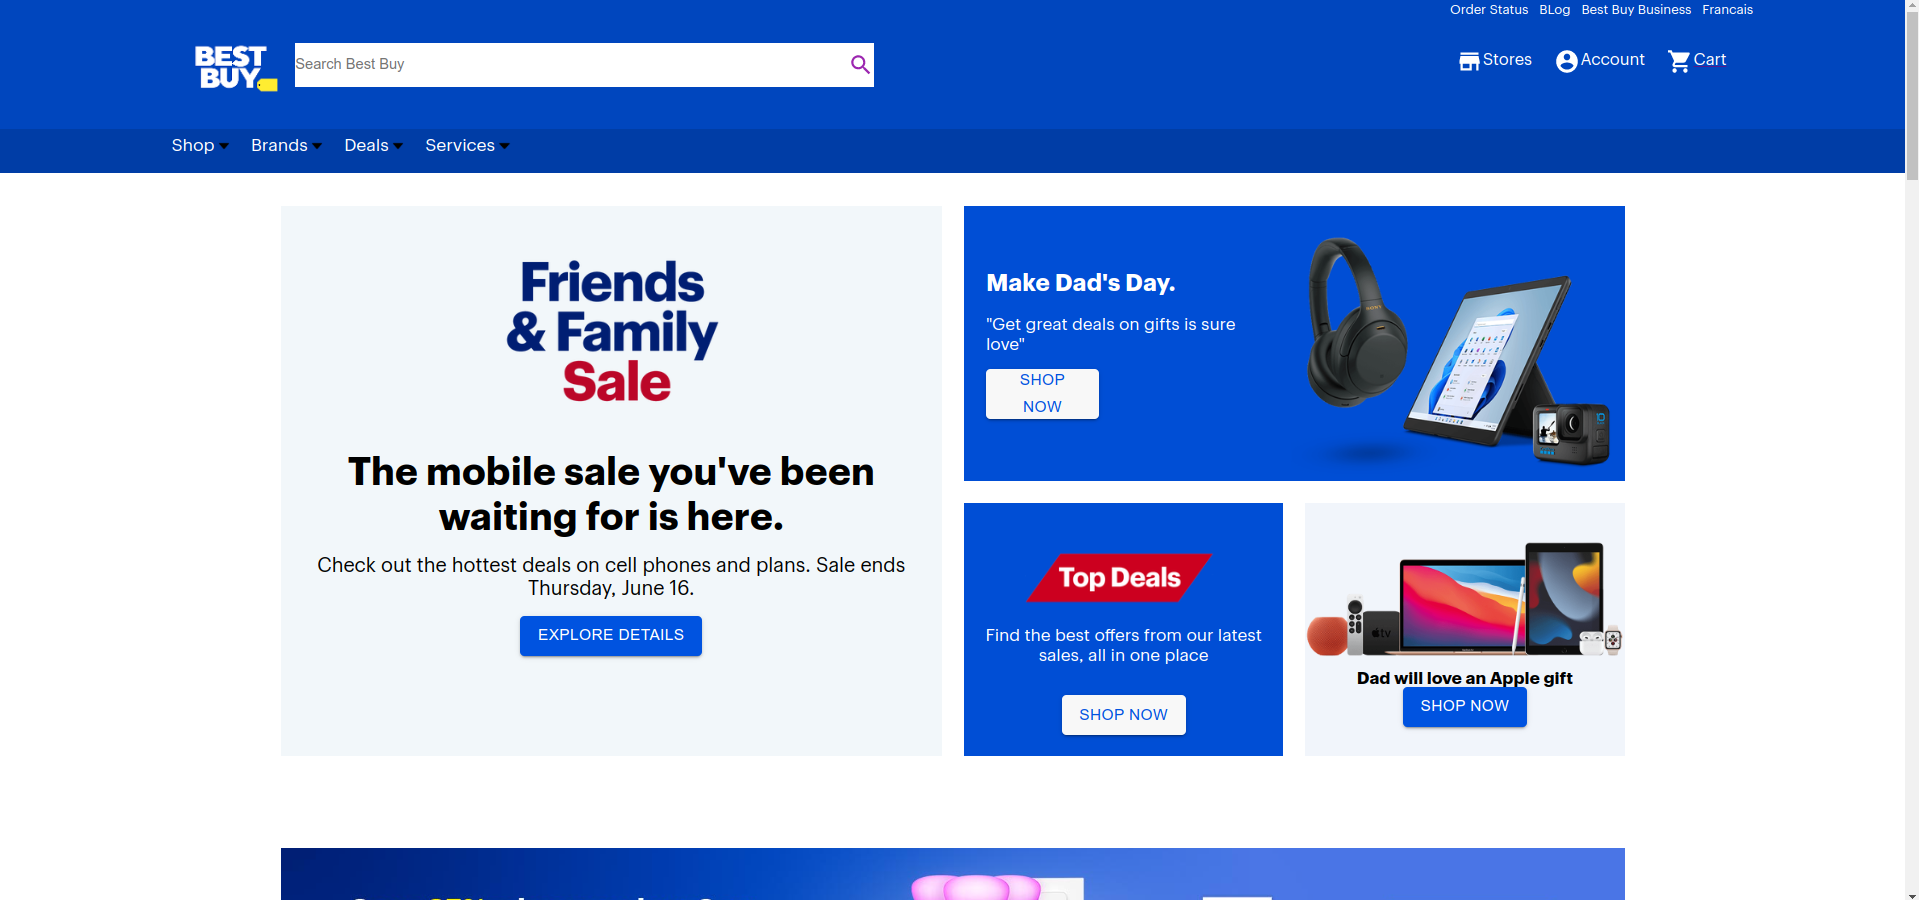 Order Status BLog Best Buy Business Francais
BEST
BUY
Search Best Buy
Stores Account Cart
Shop Brands Deals Services
Friends
& Family
Sale
The mobile sale you've been
waiting for is here.
Check out the hottest deals on cell phones and plans. Sale ends
Thursday, June 16.
EXPLORE DETAILS
Make Dad's Day.
"Get great deals on gifts is sure
love"
SHOP
NOW
SONY
10
Top Deals
Find the best offers from our latest
sales, all in one place
SHOP NOW
tv
Dad will love an Apple gift
SHOP NOW